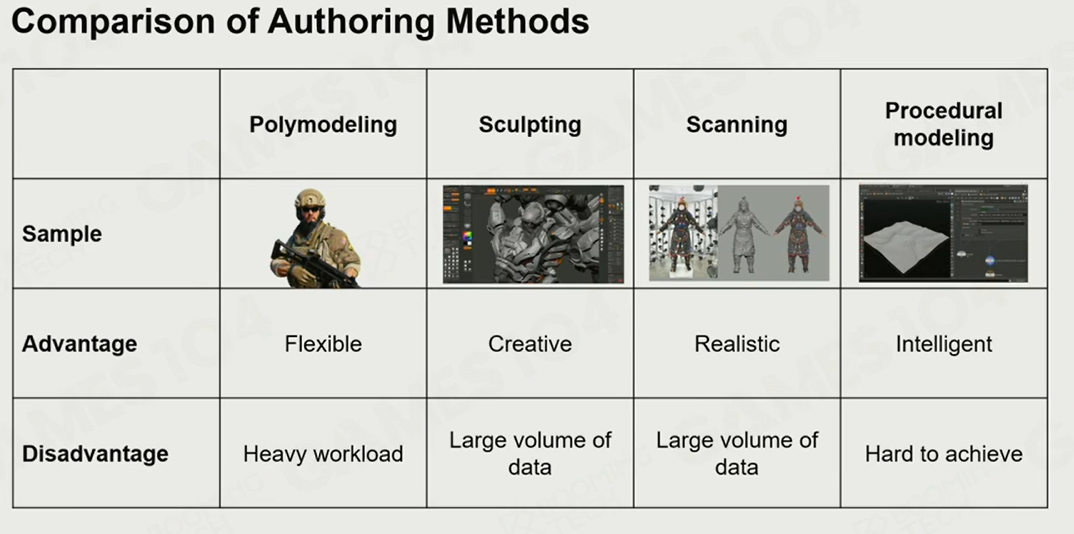 Comparison of Authoring Methods
Polymodeling
Sculpting
Scanning
Procedural
modeling
Sample
Advantage
Flexible
Creative
Realistic
Intelligent
Disadvantage
Heavy workload
Large volume of
data
Large volume of
data
Hard to achieve
GAMES104